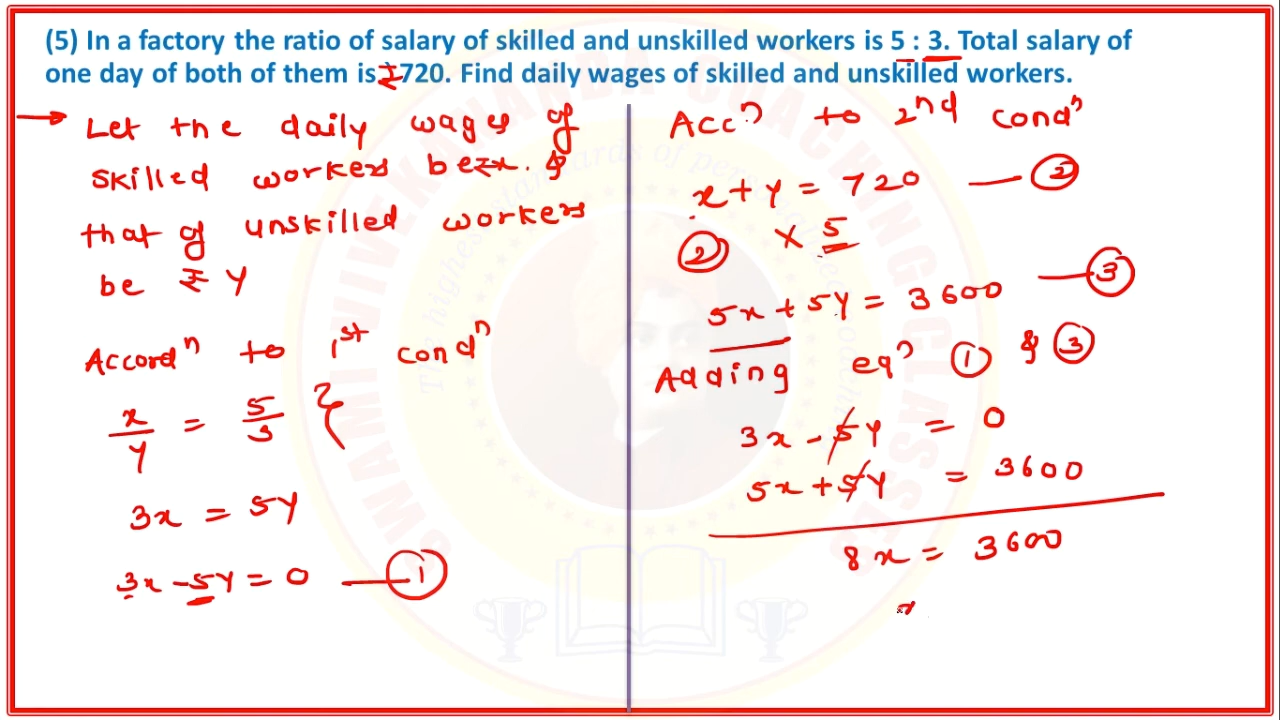 (5) In a factory the ratio of salary of skilled and unskilled workers is 5 : 3. Total salary of
one day of both of them is ₹720. Find daily wages of skilled and unskilled workers.
Let the daily wages of
skilled workers be ₹x. &
that of unskilled workers
be ₹ y
Accordⁿ to 1st condⁿ
x/y = 5/3
3x = 5y
3x - 5y = 0 — ①
Accⁿ to 2nd condⁿ
x + y = 720 — ②
② × 5
5x + 5y = 3600 — ③
Adding eqⁿ ① & ③
3x - 5y = 0
5x + 5y = 3600
8x = 3600
x
SWAMI VIVEKANANDA COACHING CLASSES